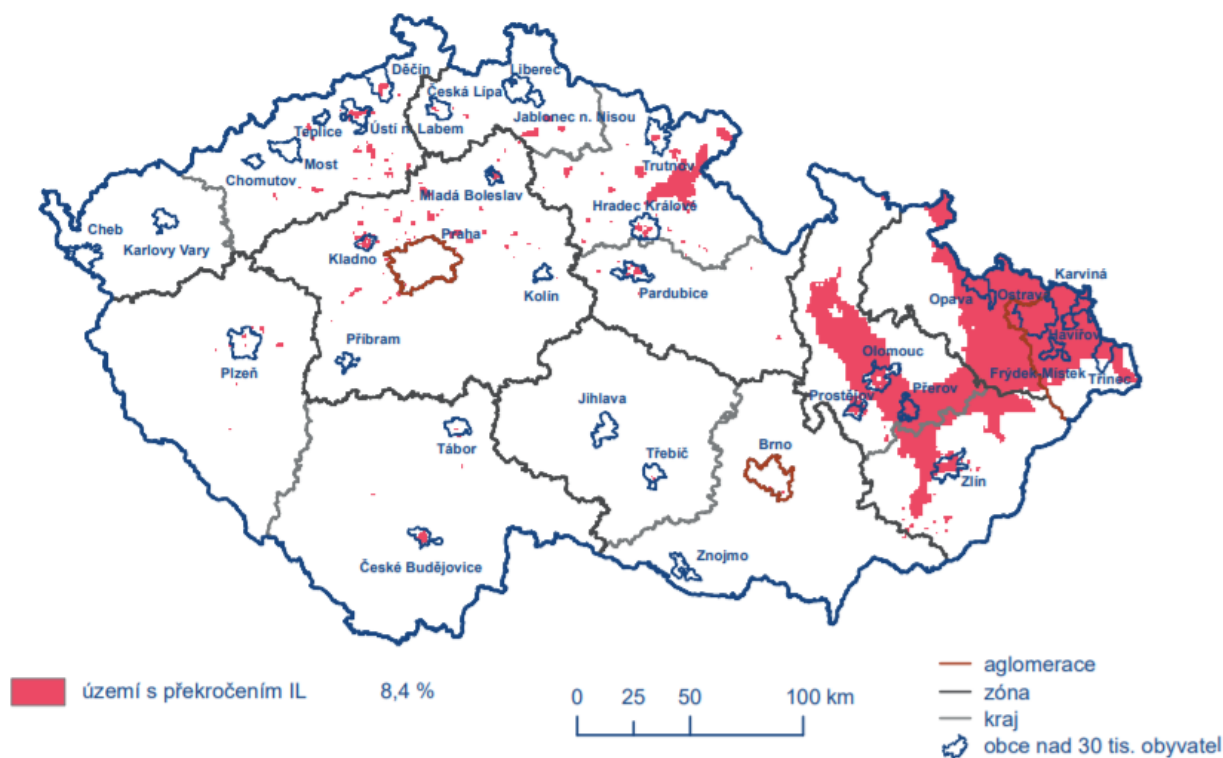 Děčín
Liberec
Česká Lípa
Jablonec n. Nisou
Teplice
Ústí n. Labem
Most
Chomutov
Trutnov
Mladá Boleslav
Hradec Králové
Cheb
Karlovy Vary
Praha
Kladno
Kolín
Pardubice
Karviná
Opava
Ostrava
Havířov
Příbram
Plzeň
Olomouc
Frýdek-Místek
Třinec
Prostějov
Přerov
Jihlava
Tábor
Třebíč
Brno
Zlín
České Budějovice
Znojmo
území s překročením IL 8,4 %
0 25 50 100 km
aglomerace
zóna
kraj
obce nad 30 tis. obyvatel